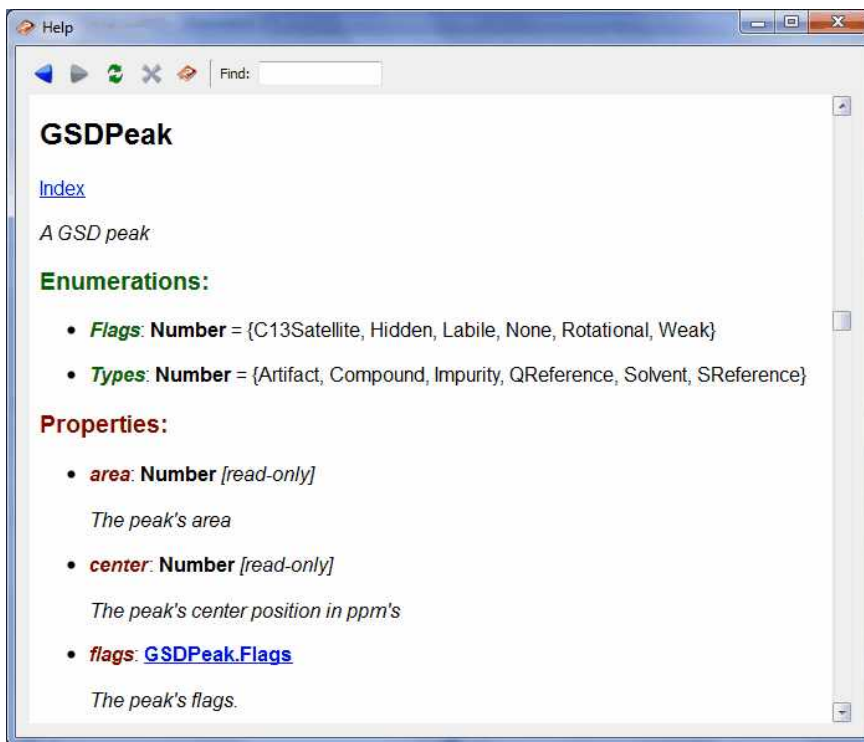 Help
Find:
GSDPeak
Index
A GSD peak
Enumerations:
• Flags: Number = {C13Satellite, Hidden, Labile, None, Rotational, Weak}
• Types: Number = {Artifact, Compound, Impurity, QReference, Solvent, SReference}
Properties:
• area: Number [read-only]
The peak's area
• center: Number [read-only]
The peak's center position in ppm's
• flags: GSDPeak.Flags
The peak's flags.